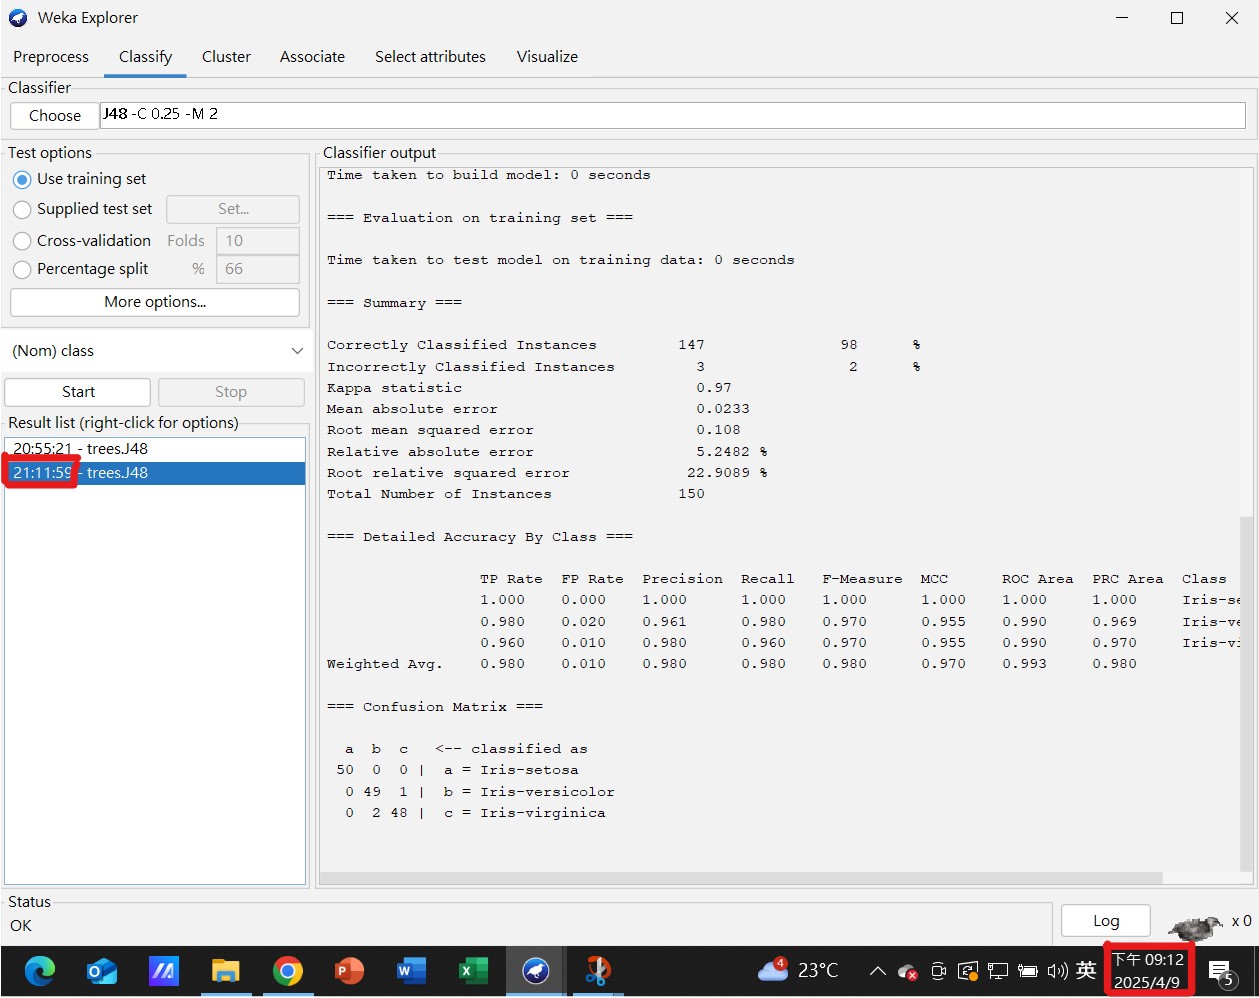 Weka Explorer
Preprocess Classify Cluster Associate Select attributes Visualize
Classifier
Choose J48 -C 0.25 -M 2
Test options
Use training set
Supplied test set Set...
Cross-validation Folds 10
Percentage split % 66
More options...
(Nom) class
Start Stop
Result list (right-click for options)
20:55:21 - trees.J48
21:11:59 - trees.J48
Classifier output
Time taken to build model: 0 seconds
=== Evaluation on training set ===
Time taken to test model on training data: 0 seconds
=== Summary ===
Correctly Classified Instances 147 98 %
Incorrectly Classified Instances 3 2 %
Kappa statistic 0.97
Mean absolute error 0.0233
Root mean squared error 0.108
Relative absolute error 5.2482 %
Root relative squared error 22.9089 %
Total Number of Instances 150
=== Detailed Accuracy By Class ===
TP Rate FP Rate Precision Recall F-Measure MCC ROC Area PRC Area Class
1.000 0.000 1.000 1.000 1.000 1.000 1.000 1.000 Iris-se
0.980 0.020 0.961 0.980 0.970 0.955 0.990 0.969 Iris-ve
0.960 0.010 0.980 0.960 0.970 0.955 0.990 0.970 Iris-vi
Weighted Avg. 0.980 0.010 0.980 0.980 0.980 0.970 0.993 0.980
=== Confusion Matrix ===
a b c <-- classified as
50 0 0 | a = Iris-setosa
0 49 1 | b = Iris-versicolor
0 2 48 | c = Iris-virginica
Status
OK
Log x 0
4 23°C 英 下午 09:12
2025/4/9
5